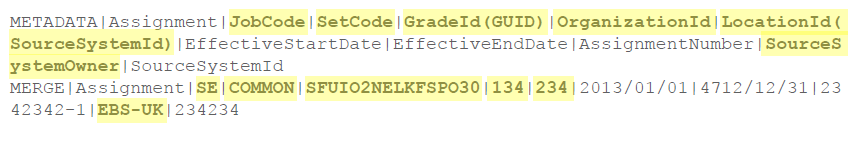 METADATA|Assignment|JobCode|SetCode|GradeId(GUID)|OrganizationId|LocationId(
SourceSystemId)|EffectiveStartDate|EffectiveEndDate|AssignmentNumber|SourceS
ystemOwner|SourceSystemId
MERGE|Assignment|SE|COMMON|SFUIO2NELKFSPO30|134|234|2013/01/01|4712/12/31|23
42342-1|EBS-UK|234234